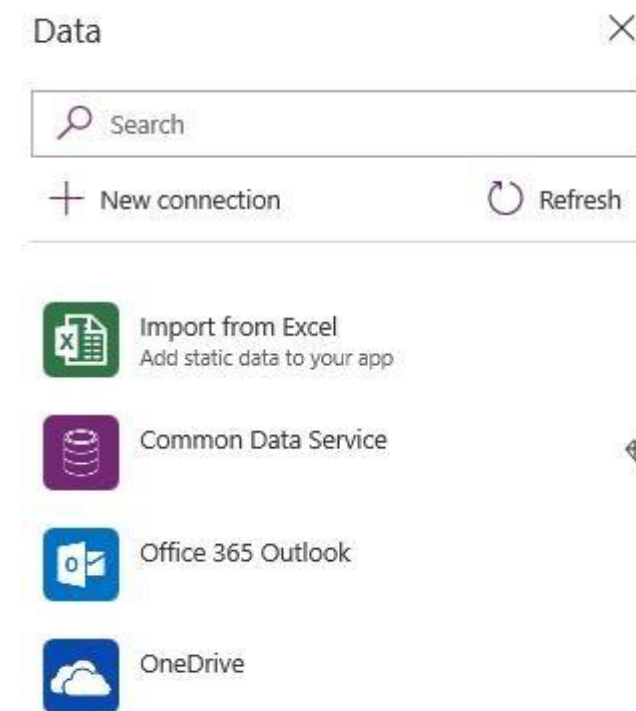 Data
Search
New connection
Refresh
Import from Excel
Add static data to your app
Common Data Service
Office 365 Outlook
OneDrive